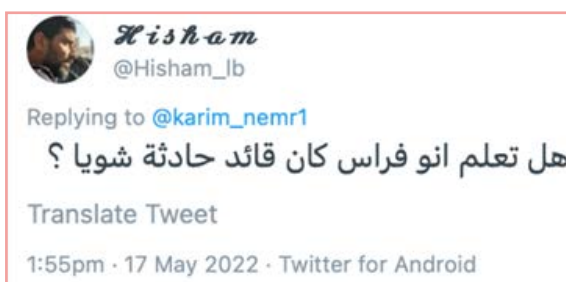 𝓗𝓲𝓼𝓱𝓪𝓶
@Hisham_lb
Replying to @karim_nemr1
هل تعلم انو فراس كان قائد حادثة شويا ؟
Translate Tweet
1:55pm · 17 May 2022 · Twitter for Android